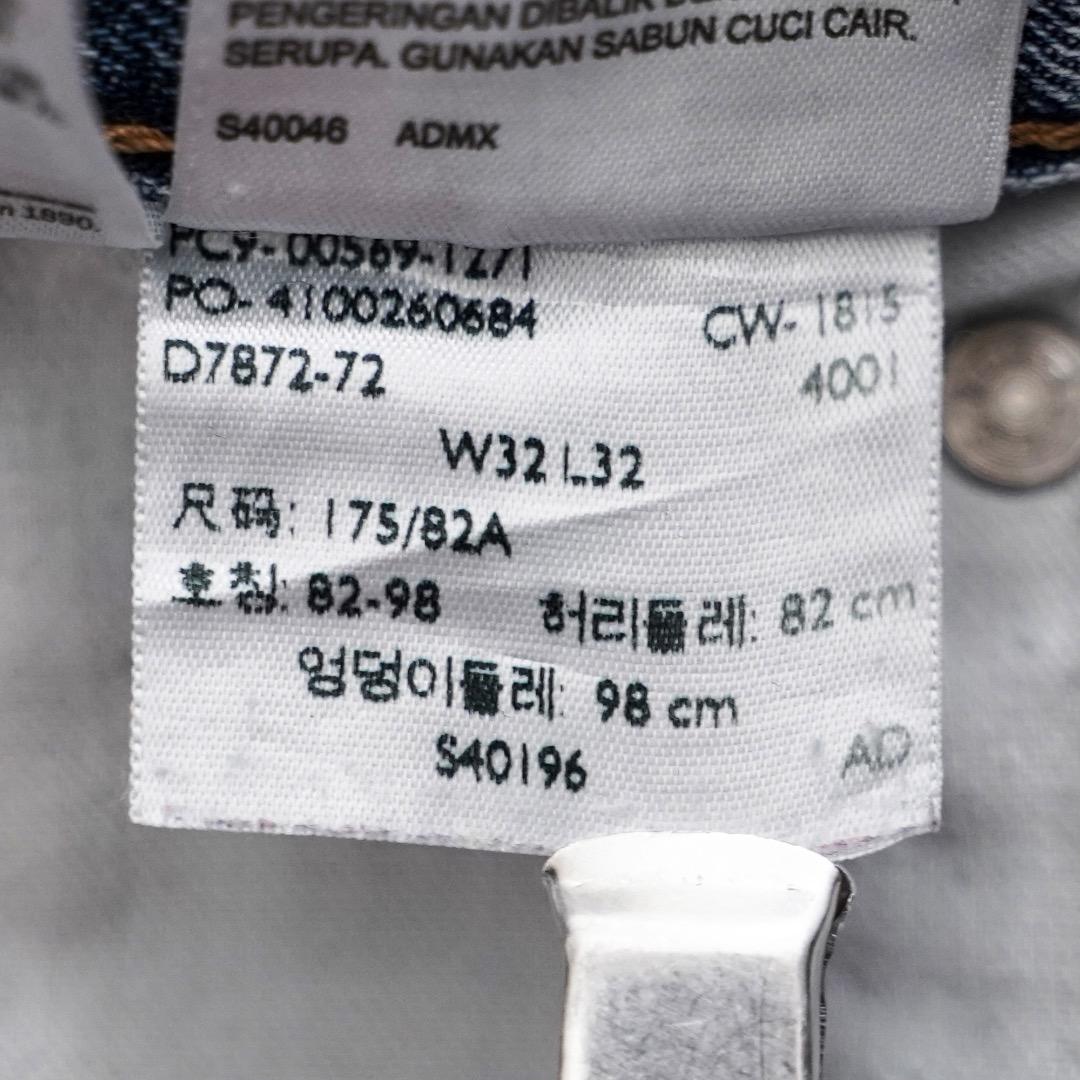 PENGERINGAN DIBALIK
SERUPA. GUNAKAN SABUN CUCI CAIR.
S40046 ADMX
n 1890.
PC9-00569-1271
PO-4100260684 CW-1815
D7872-72 4001
W32 L32
尺码: 175/82A
호칭: 82-98 허리둘레: 82 cm
엉덩이둘레: 98 cm
S40196 AD